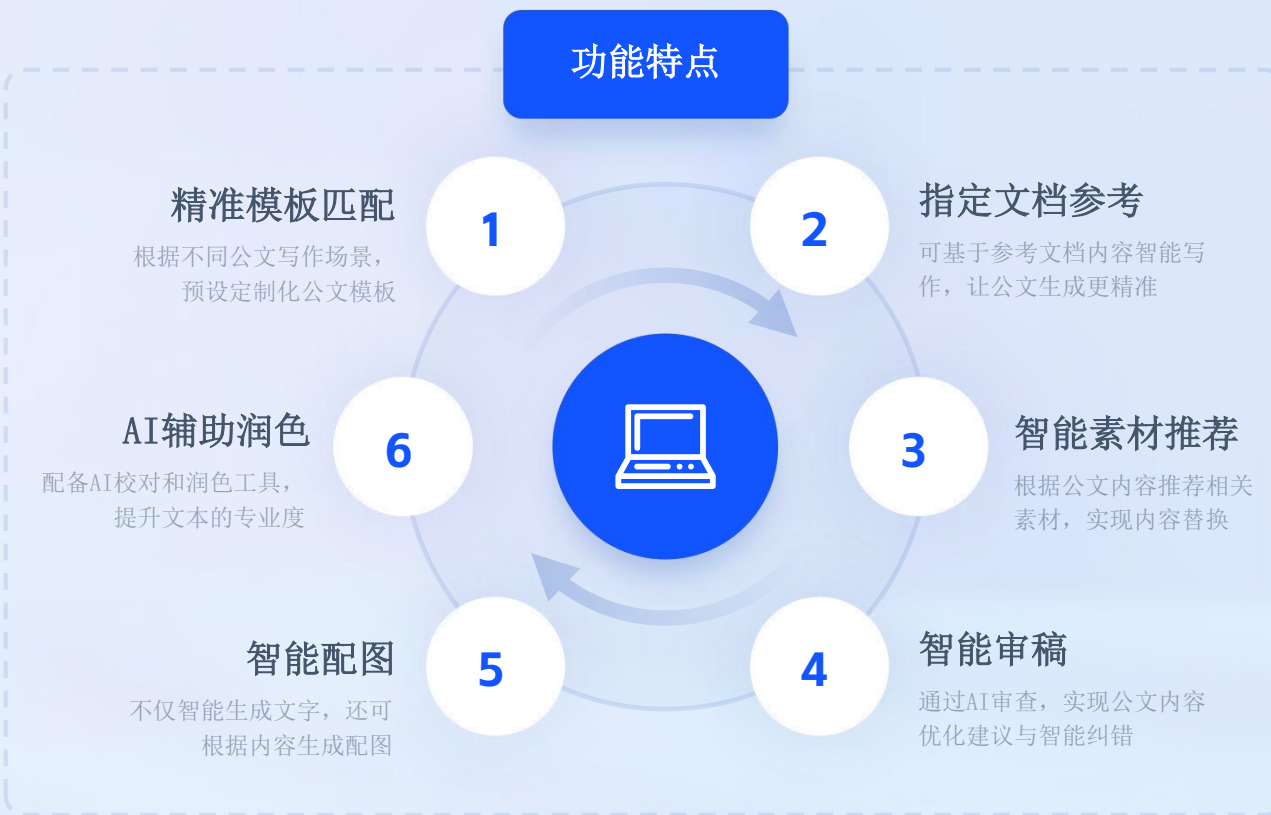 功能特点
1
精准模板匹配
根据不同公文写作场景，
预设定制化公文模板
2
指定文档参考
可基于参考文档内容智能写
作，让公文生成更精准
3
智能素材推荐
根据公文内容推荐相关
素材，实现内容替换
4
智能审稿
通过AI审查，实现公文内容
优化建议与智能纠错
5
智能配图
不仅智能生成文字，还可
根据内容生成配图
6
AI辅助润色
配备AI校对和润色工具，
提升文本的专业度